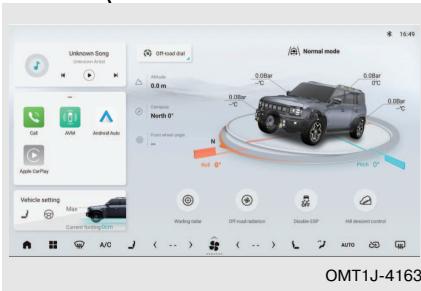 16:49
Unknown Song
Unknown Artist
Off-road dial
Normal mode
Altitude
0.0 m
Compass
North 0°
Front wheel angle
--
0.0Bar
--°C
0.0Bar
0°C
0.0Bar
--°C
0.0Bar
--°C
N
Roll 0°
Pitch 0°
Call
AVM
Android Auto
Apple CarPlay
Vehicle setting
Max
Wading radar
Off-road radiation
Disable ESP
Hill descent control
A/C
< -- >
< -- >
AUTO
OMT1J-4163